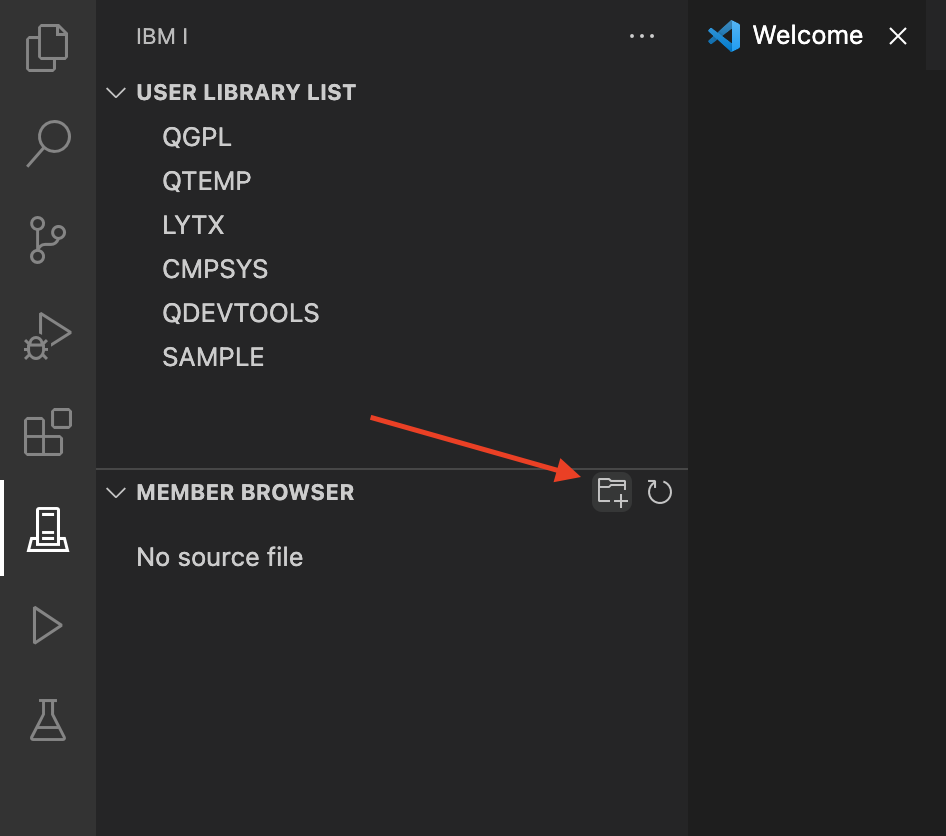 IBM I
Welcome
USER LIBRARY LIST
QGPL
QTEMP
LYTX
CMPSYS
QDEVTOOLS
SAMPLE
MEMBER BROWSER
No source file